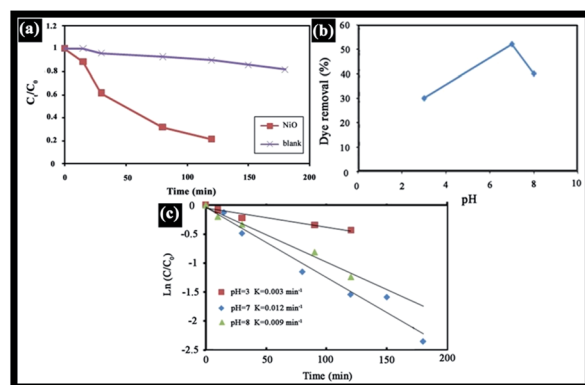 (a)
1.2
1
0.8
0.6
0.4
0.2
0
Ct/C0
0 50 100 150 200
Time (min)
NiO
blank
(b)
60
50
40
30
20
10
0
Dye removal (%)
0 2 4 6 8 10
pH
(c)
0
-0.5
-1
-1.5
-2
-2.5
Ln (C/C0)
pH=3 K=0.003 min-1
pH=7 K=0.012 min-1
pH=8 K=0.009 min-1
0 50 100 150 200
Time (min)